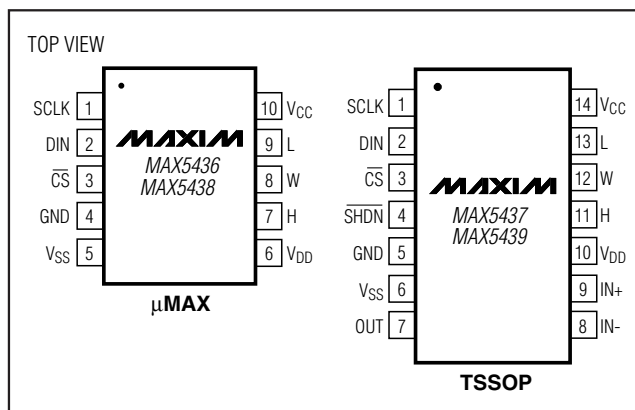 TOP VIEW
SCLK 1 10 VCC
DIN 2 MAXIM 9 L
CS 3 MAX5436 8 W
MAX5438
GND 4 7 H
VSS 5 6 VDD
µMAX
SCLK 1 14 VCC
DIN 2 13 L
CS 3 MAXIM 12 W
SHDN 4 MAX5437 11 H
MAX5439
GND 5 10 VDD
VSS 6 9 IN+
OUT 7 8 IN-
TSSOP